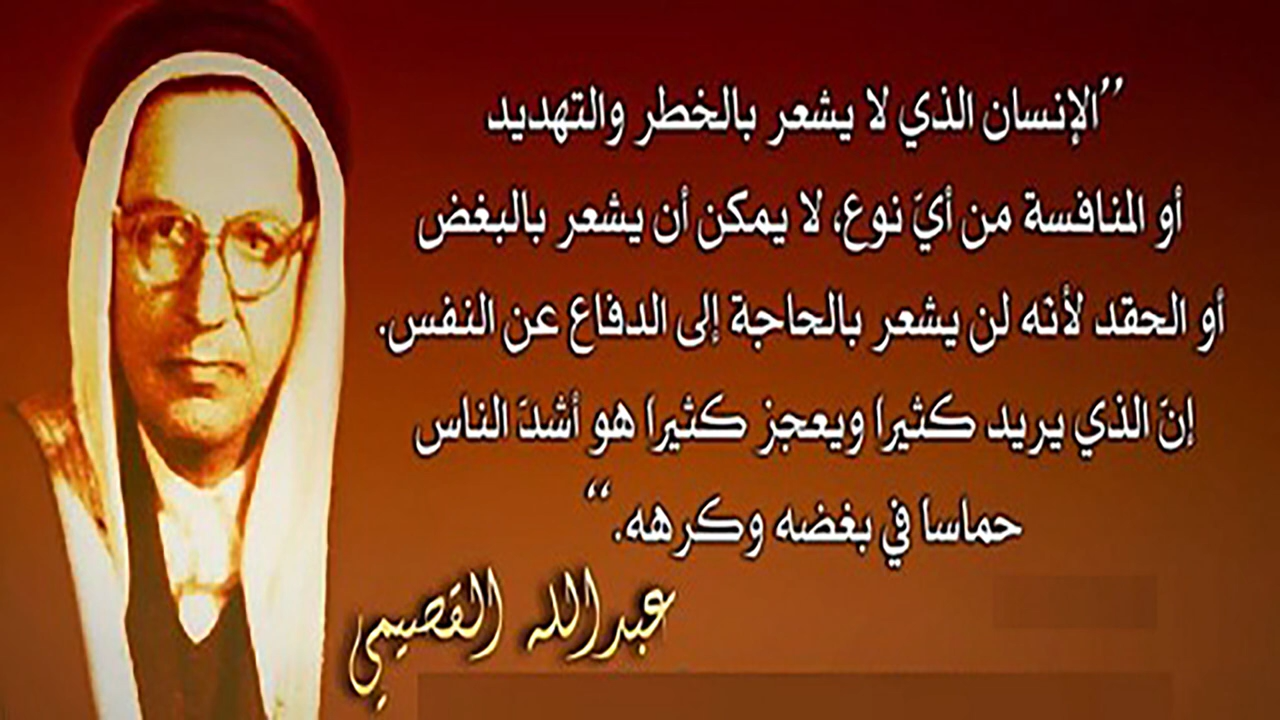 ”الإنسان الذي لا يشعر بالخطر والتهديد
أو المنافسة من أيّ نوع، لا يمكن أن يشعر بالبغض
أو الحقد لأنّه لن يشعر بالحاجة إلى الدفاع عن النفس.
إنّ الذي يريد كثيرا ويعجز كثيرا هو أشدّ الناس
حماسا في بغضه وكرهه.“
عبدالله القصيمي